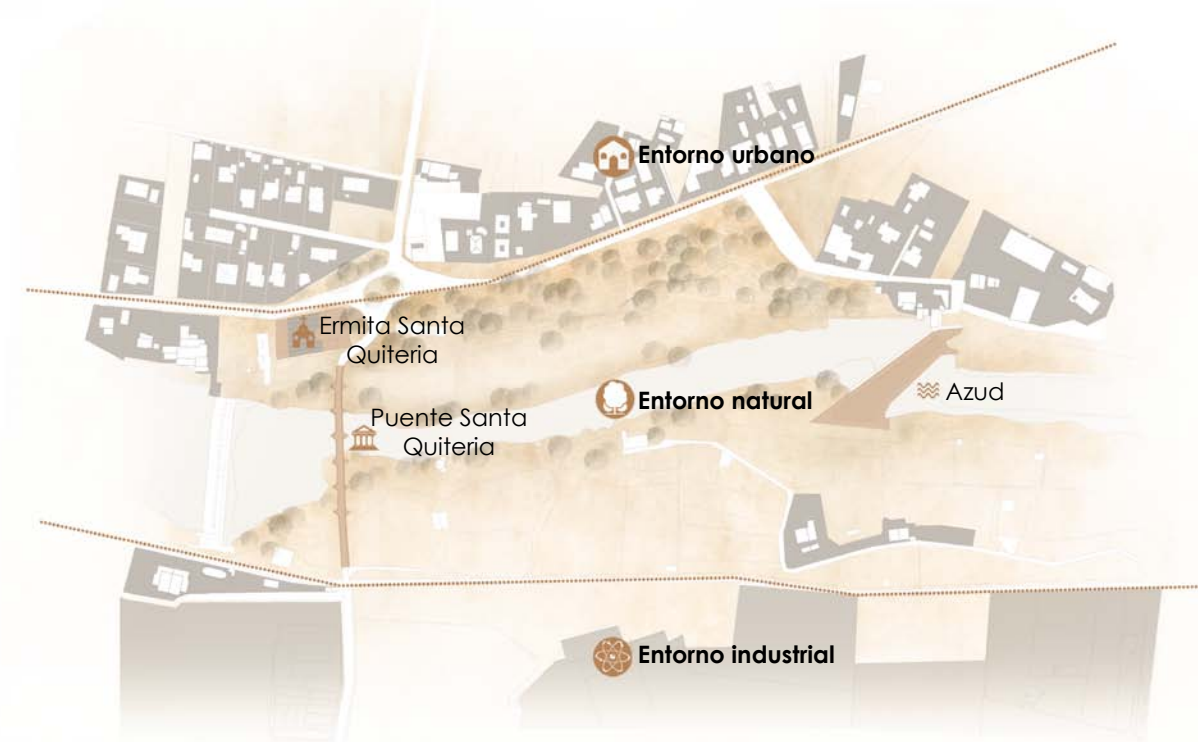 Entorno urbano
Ermita Santa
Quiteria
Entorno natural
Azud
Puente Santa
Quiteria
Entorno industrial